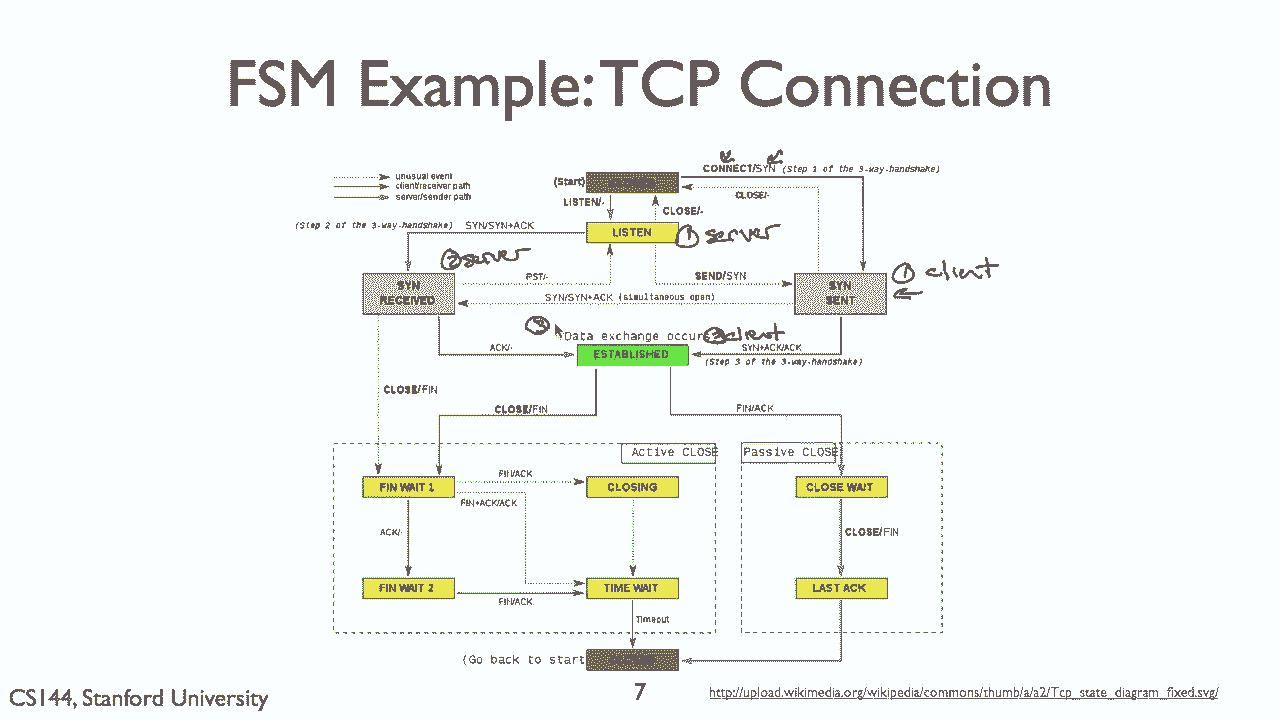 FSM Example: TCP Connection
unusual event
client/receiver path
server/sender path
(Start)
CONNECT/SYN (Step 1 of the 3-way-handshake)
CLOSE/-
LISTEN/-
CLOSE/-
(Step 2 of the 3-way-handshake) SYN/SYN+ACK
LISTEN
1 server
2 server
1 client
SYN
RECEIVED
RST/-
SEND/SYN
SYN
SENT
SYN/SYN+ACK (simultaneous open)
3
Data exchange occurs
client
ACK/-
ESTABLISHED
SYN+ACK/ACK
(Step 3 of the 3-way-handshake)
CLOSE/FIN
CLOSE/FIN
FIN/ACK
Active CLOSE
Passive CLOSE
FIN WAIT 1
FIN/ACK
CLOSING
CLOSE WAIT
FIN+ACK/ACK
ACK/-
CLOSE/FIN
FIN WAIT 2
FIN/ACK
TIME WAIT
LAST ACK
Timeout
(Go back to start
CS144, Stanford University
7
http://upload.wikimedia.org/wikipedia/commons/thumb/a/a2/Tcp_state_diagram_fixed.svg/